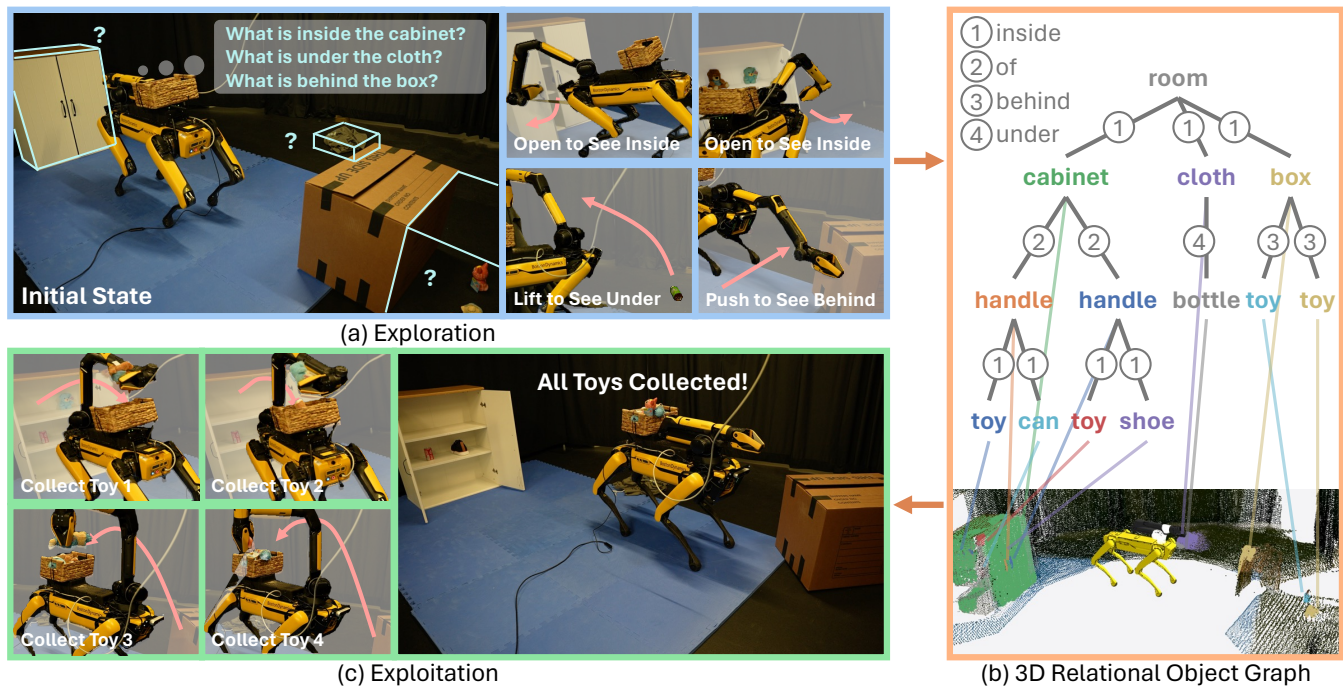 What is inside the cabinet?
What is under the cloth?
What is behind the box?
?
?
?
Initial State
Open to See Inside
Open to See Inside
Lift to See Under
Push to See Behind
(a) Exploration
1 inside
2 of
3 behind
4 under
room
1 1 1
cabinet cloth box
2 2 4 3 3
handle handle bottle toy toy
1 1 1 1
toy can toy shoe
(b) 3D Relational Object Graph
Collect Toy 1
Collect Toy 2
Collect Toy 3
Collect Toy 4
All Toys Collected!
(c) Exploitation